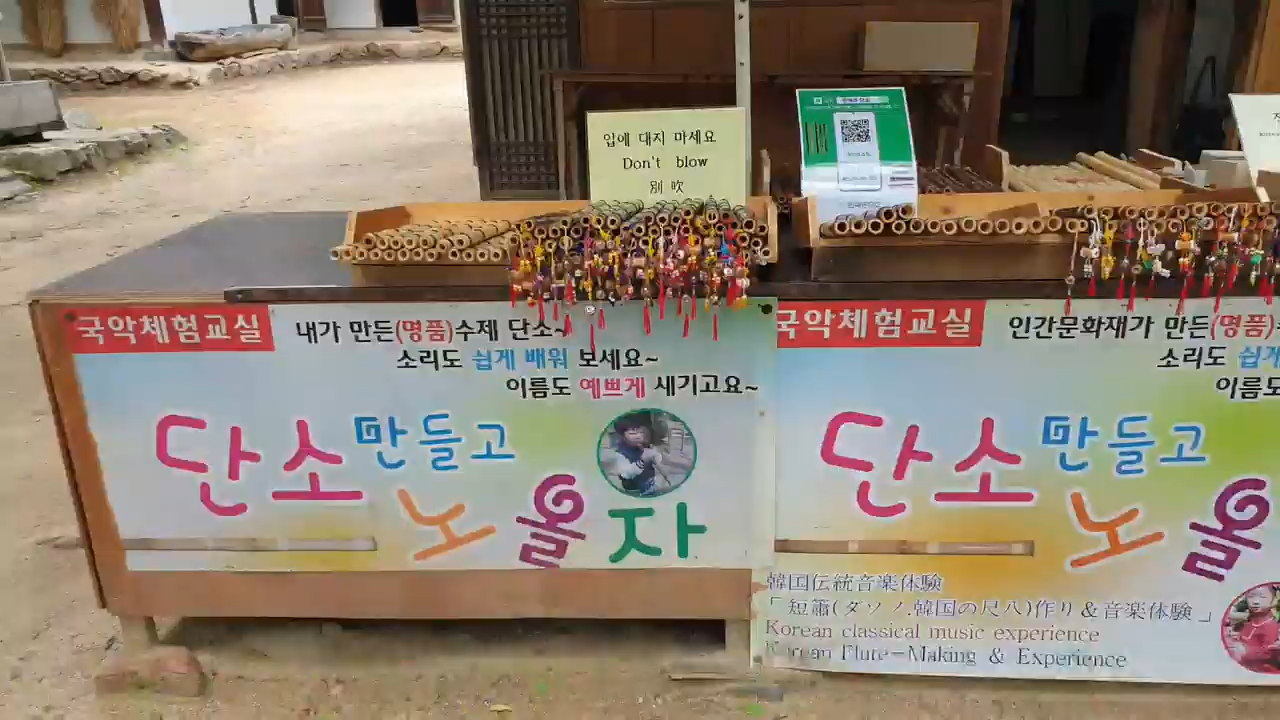 입에 대지 마세요
Don't blow
別 吹
국악체험교실
내가 만든(명품)수제 단소~
소리도 쉽게 배워 보세요~
이름도 예쁘게 새기고요~
단소 만들고
노올자
국악체험교실
인간문화재가 만든(명품)
소리도 쉽게
이름도
단소 만들고
노올
韓国伝統音楽体験
「短簫(ダソノ.韓国の尺八)作り&音楽体験」
Korean classical music experience
Korean Flute-Making & Experience